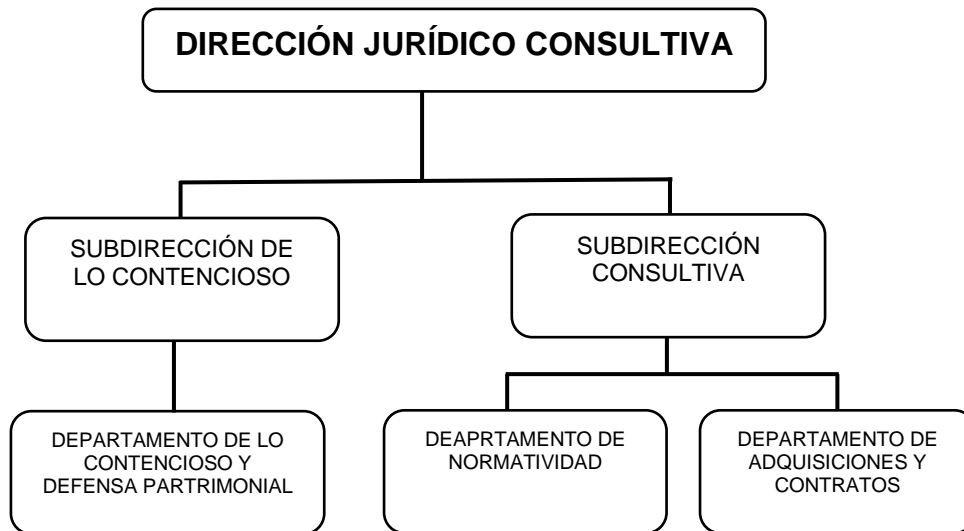 DIRECCIÓN JURÍDICO CONSULTIVA
SUBDIRECCIÓN DE
LO CONTENCIOSO
SUBDIRECCIÓN
CONSULTIVA
DEPARTAMENTO DE LO
CONTENCIOSO Y
DEFENSA PARTRIMONIAL
DEAPRTAMENTO DE
NORMATIVIDAD
DEPARTAMENTO DE
ADQUISICIONES Y
CONTRATOS